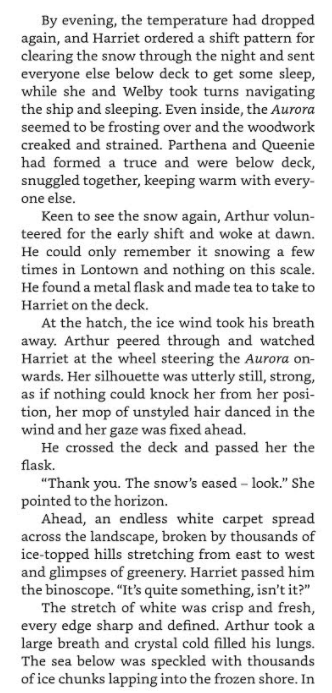 By evening, the temperature had dropped
again, and Harriet ordered a shift pattern for
clearing the snow through the night and sent
everyone else below deck to get some sleep,
while she and Welby took turns navigating
the ship and sleeping. Even inside, the Aurora
seemed to be frosting over and the woodwork
creaked and strained. Parthena and Queenie
had formed a truce and were below deck,
snuggled together, keeping warm with every-
one else.
Keen to see the snow again, Arthur volun-
teered for the early shift and woke at dawn.
He could only remember it snowing a few
times in Lontown and nothing on this scale.
He found a metal flask and made tea to take to
Harriet on the deck.
At the hatch, the ice wind took his breath
away. Arthur peered through and watched
Harriet at the wheel steering the Aurora on-
wards. Her silhouette was utterly still, strong,
as if nothing could knock her from her posi-
tion, her mop of unstyled hair danced in the
wind and her gaze was fixed ahead.
He crossed the deck and passed her the
flask.
"Thank you. The snow's eased – look." She
pointed to the horizon.
Ahead, an endless white carpet spread
across the landscape, broken by thousands of
ice-topped hills stretching from east to west
and glimpses of greenery. Harriet passed him
the binoscope. "It's quite something, isn't it?"
The stretch of white was crisp and fresh,
every edge sharp and defined. Arthur took a
large breath and crystal cold filled his lungs.
The sea below was speckled with thousands
of ice chunks lapping into the frozen shore. In